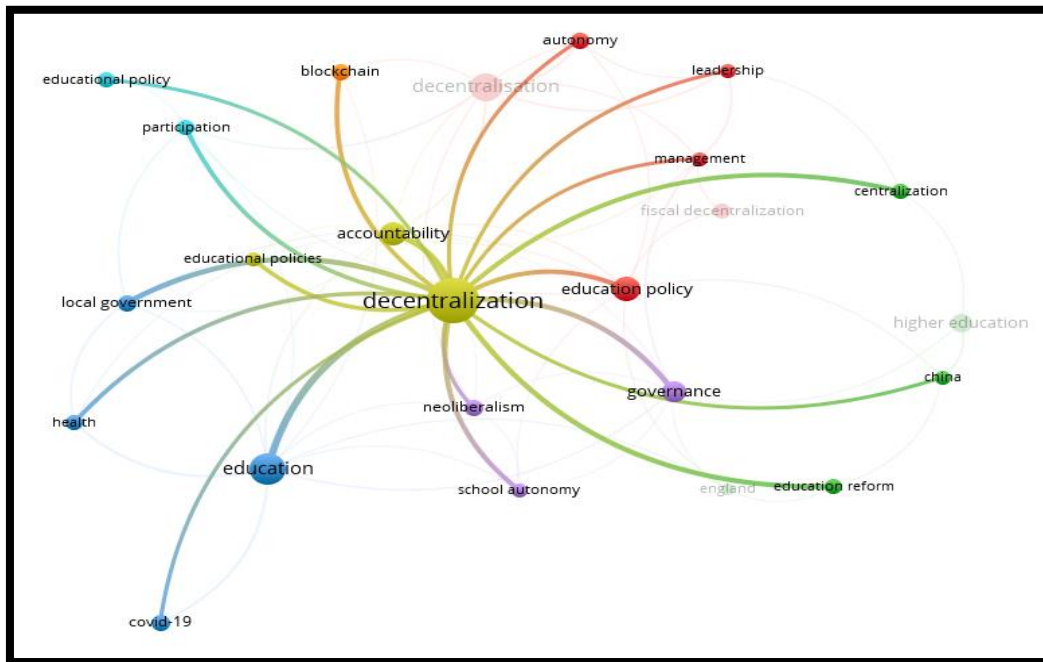 autonomy
blockchain
leadership
educational policy
decentralisation
participation
management
centralization
fiscal decentralization
accountability
educational policies
education policy
decentralization
local government
higher education
china
governance
neoliberalism
health
education
school autonomy
england
education reform
covid-19